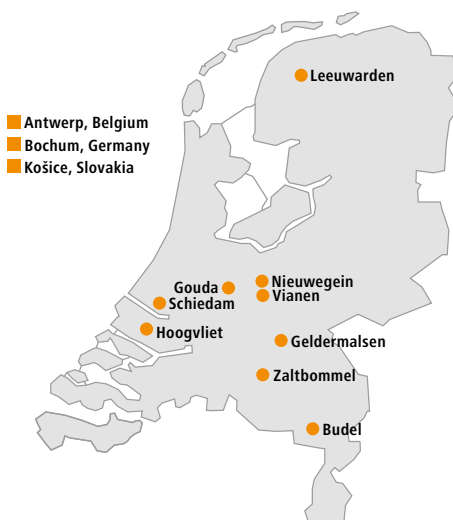 Leeuwarden
Antwerp, Belgium
Bochum, Germany
Košice, Slovakia
Nieuwegein
Gouda
Vianen
Schiedam
Hoogvliet
Geldermalsen
Zaltbommel
Budel